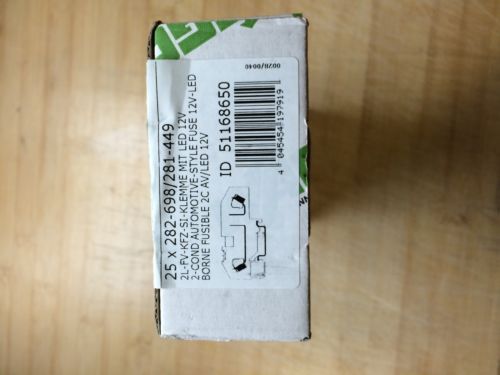 25 x 282-698/281-449
2L-FV-KFZ-SI-KLEMME MIT LED 12V
2-COND AUTOMOTIVE-STYLE FUSE 12V-LED
BORNE FUSIBLE 2C AV/LED 12V
ID 51168650
4 045454 197919